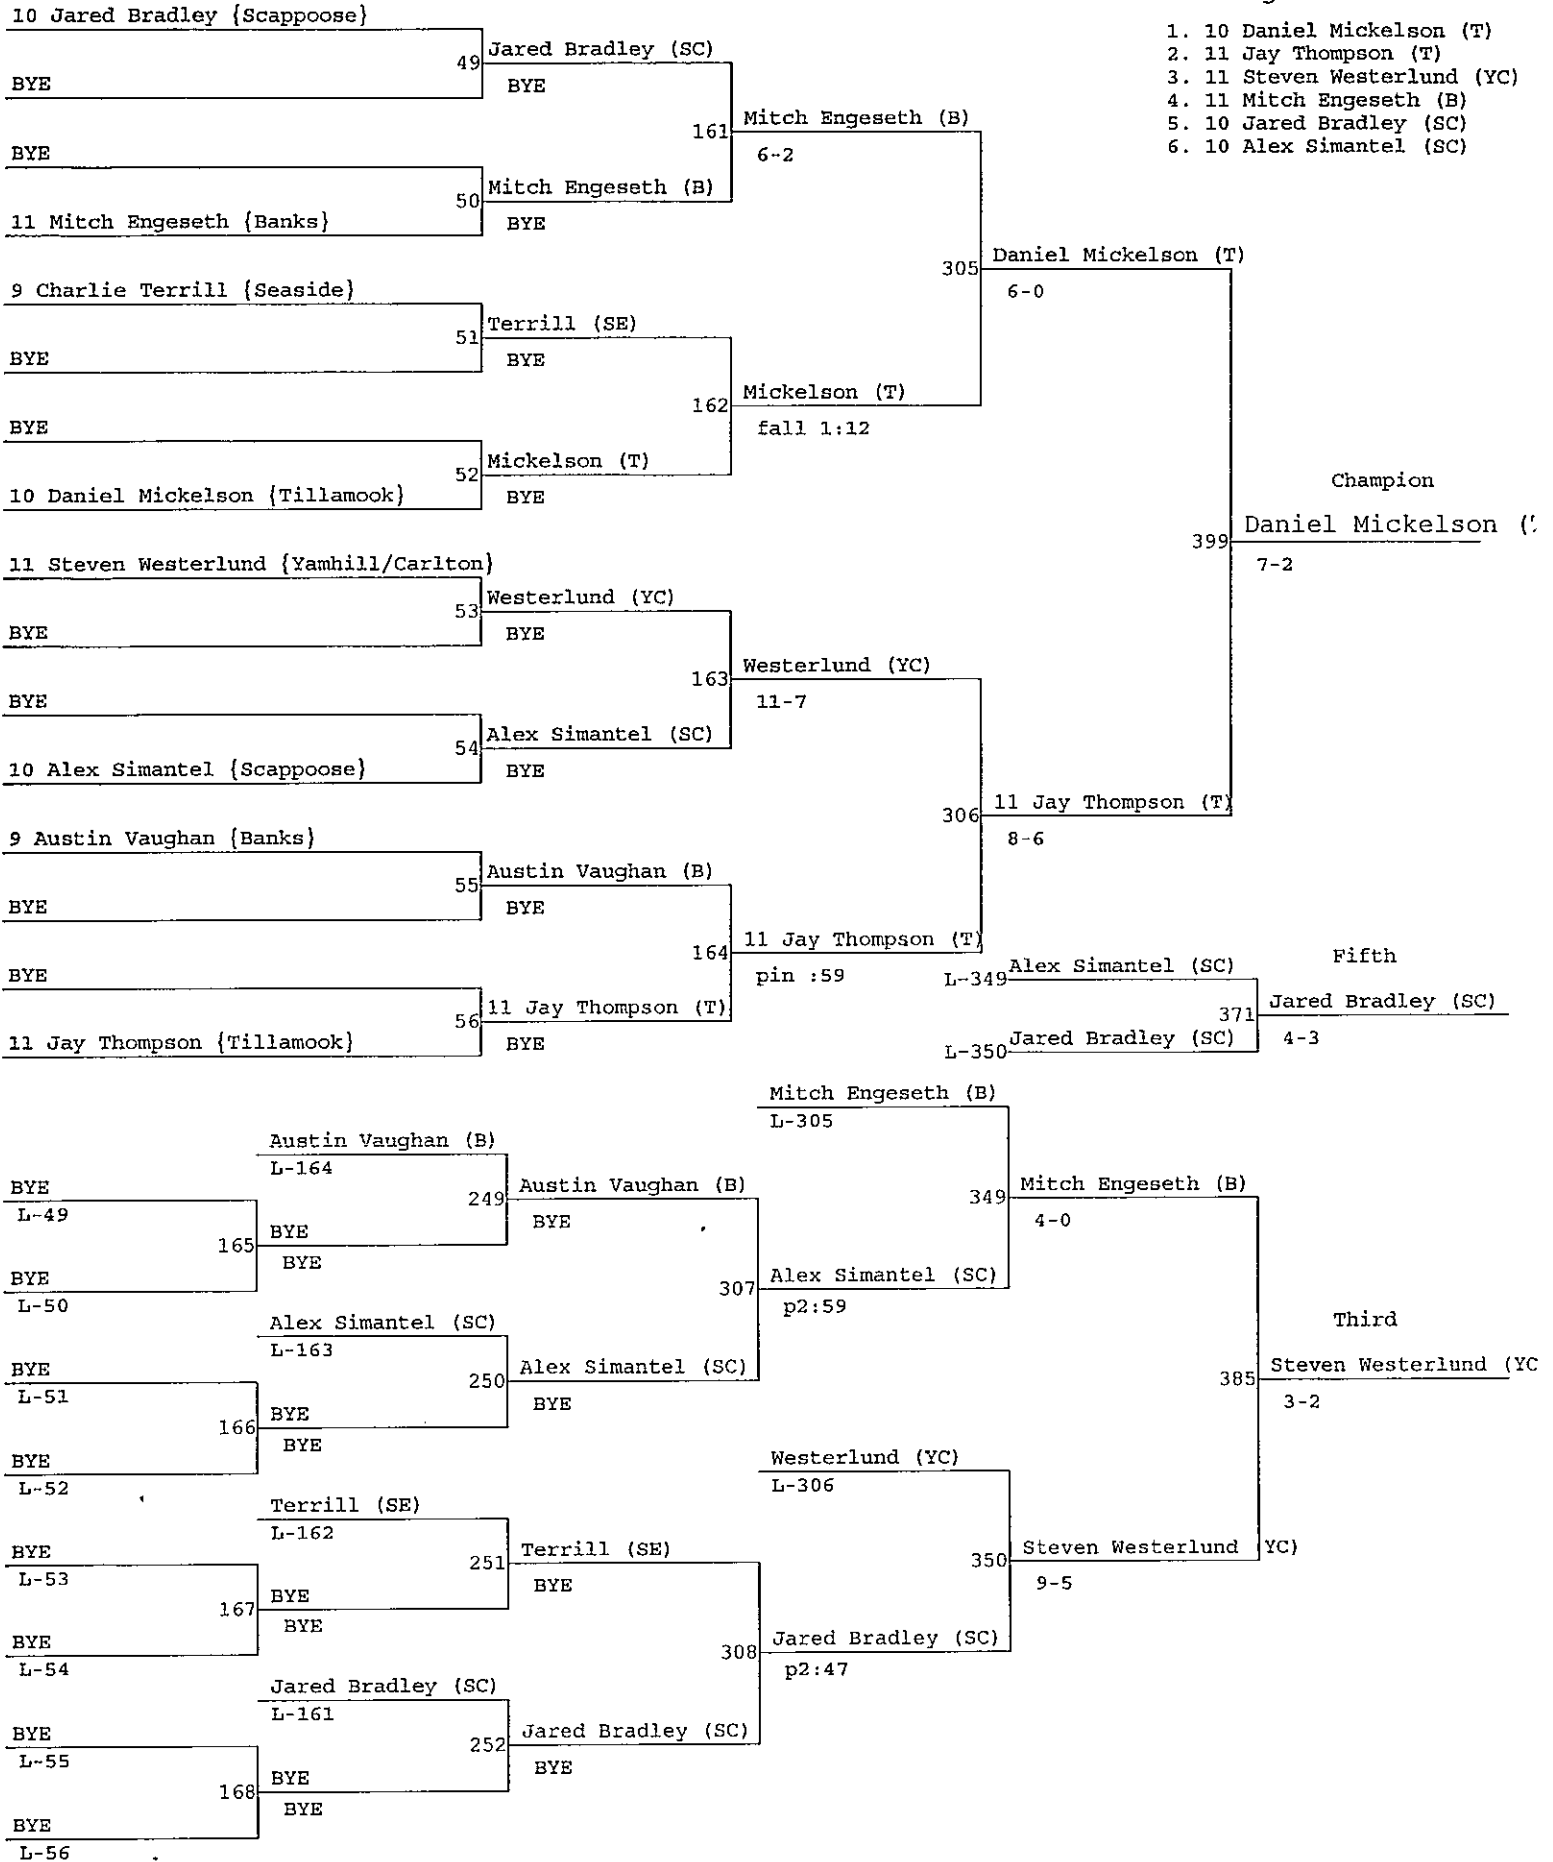 1. 10 Daniel Mickelson (T)
2. 11 Jay Thompson (T)
3. 11 Steven Westerlund (YC)
4. 11 Mitch Engeseth (B)
5. 10 Jared Bradley (SC)
6. 10 Alex Simantel (SC)
10 Jared Bradley {Scappoose}
49 Jared Bradley (SC)
BYE
BYE
161 Mitch Engeseth (B)
6-2
BYE
50 Mitch Engeseth (B)
11 Mitch Engeseth {Banks}
BYE
305 Daniel Mickelson (T)
6-0
9 Charlie Terrill {Seaside}
51 Terrill (SE)
BYE
BYE
162 Mickelson (T)
fall 1:12
BYE
52 Mickelson (T)
10 Daniel Mickelson {Tillamook}
BYE
Champion
399 Daniel Mickelson (
7-2
11 Steven Westerlund {Yamhill/Carlton}
53 Westerlund (YC)
BYE
BYE
163 Westerlund (YC)
11-7
BYE
54 Alex Simantel (SC)
10 Alex Simantel {Scappoose}
BYE
306 11 Jay Thompson (T)
8-6
9 Austin Vaughan {Banks}
55 Austin Vaughan (B)
BYE
BYE
164 11 Jay Thompson (T)
pin :59
BYE
56 11 Jay Thompson (T)
11 Jay Thompson {Tillamook}
BYE
Fifth
L-349 Alex Simantel (SC)
371 Jared Bradley (SC)
4-3
L-350 Jared Bradley (SC)
Mitch Engeseth (B)
L-305
Austin Vaughan (B)
L-164
BYE
L-49
249 Austin Vaughan (B)
BYE
349 Mitch Engeseth (B)
4-0
165 BYE
BYE
BYE
L-50
307 Alex Simantel (SC)
p2:59
Alex Simantel (SC)
L-163
Third
BYE
L-51
250 Alex Simantel (SC)
BYE
385 Steven Westerlund (YC
3-2
166 BYE
BYE
BYE
L-52
Westerlund (YC)
L-306
Terrill (SE)
L-162
BYE
L-53
251 Terrill (SE)
BYE
350 Steven Westerlund YC)
9-5
167 BYE
BYE
BYE
L-54
308 Jared Bradley (SC)
p2:47
Jared Bradley (SC)
L-161
BYE
L-55
252 Jared Bradley (SC)
BYE
168 BYE
BYE
BYE
L-56